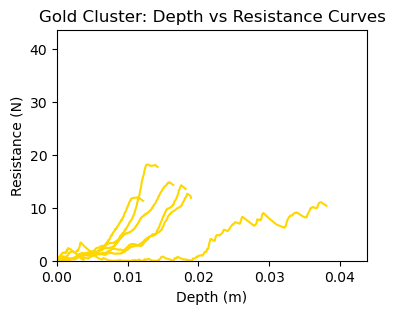 Gold Cluster: Depth vs Resistance Curves
Resistance (N)
40
30
20
10
0
0.00 0.01 0.02 0.03 0.04
Depth (m)